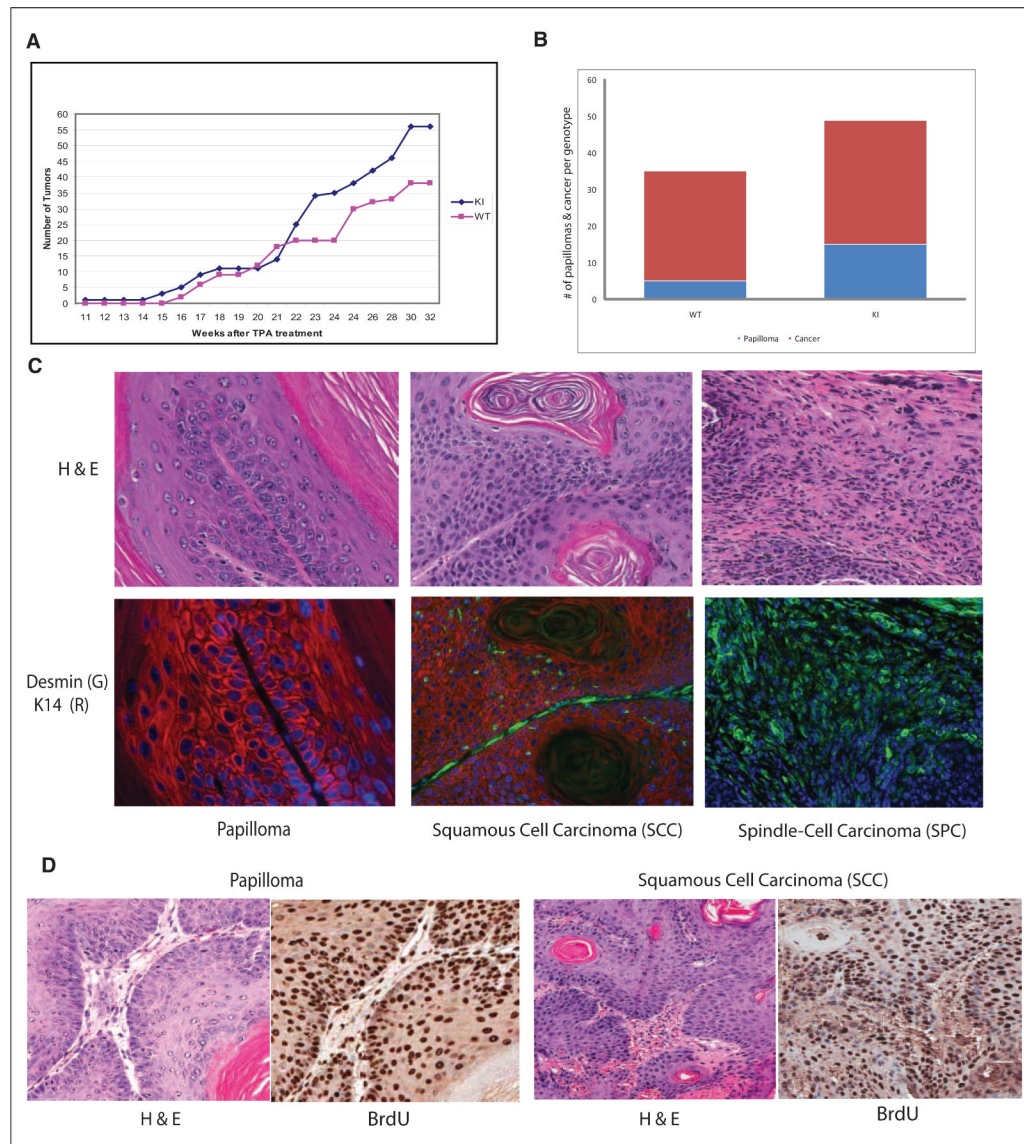 A
Number of Tumors
60
55
50
45
40
35
30
25
20
15
10
5
0
11 12 13 14 15 16 17 18 19 20 21 22 23 24 24 26 28 30 32
Weeks after TPA treatment
KI
WT
B
# of papillomas & cancer per genotype
60
50
40
30
20
10
0
WT KI
Papilloma Cancer
C
H & E
Desmin (G)
K14 (R)
Papilloma
Squamous Cell Carcinoma (SCC)
Spindle-Cell Carcinoma (SPC)
D
Papilloma
Squamous Cell Carcinoma (SCC)
H & E
BrdU
H & E
BrdU